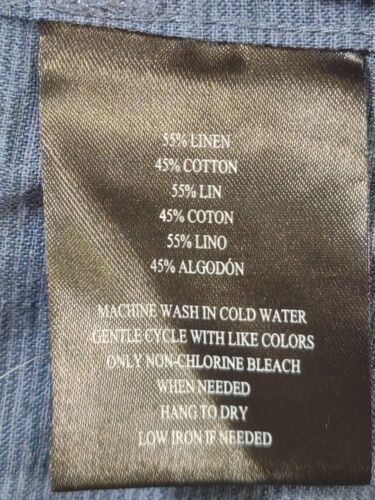 55% LINEN
45% COTTON
55% LIN
45% COTON
55% LINO
45% ALGODÓN
MACHINE WASH IN COLD WATER
GENTLE CYCLE WITH LIKE COLORS
ONLY NON-CHLORINE BLEACH
WHEN NEEDED
HANG TO DRY
LOW IRON IF NEEDED